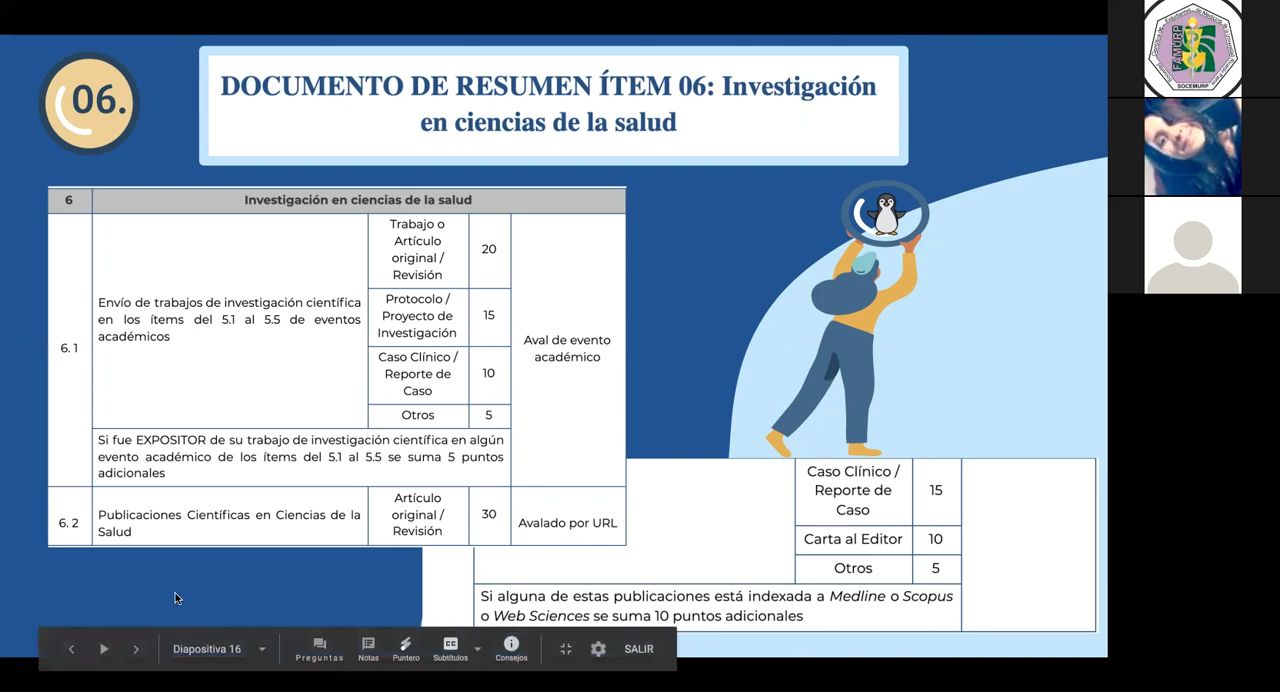 06.
DOCUMENTO DE RESUMEN ÍTEM 06: Investigación
en ciencias de la salud
6
Investigación en ciencias de la salud
6. 1
Envío de trabajos de investigación científica
en los ítems del 5.1 al 5.5 de eventos
académicos
Trabajo o
Artículo
original /
Revisión
20
Protocolo /
Proyecto de
Investigación
15
Caso Clínico /
Reporte de
Caso
10
Otros
5
Aval de evento
académico
Si fue EXPOSITOR de su trabajo de investigación científica en algún
evento académico de los ítems del 5.1 al 5.5 se suma 5 puntos
adicionales
6. 2
Publicaciones Científicas en Ciencias de la
Salud
Artículo
original /
Revisión
30
Avalado por URL
Caso Clínico /
Reporte de
Caso
15
Carta al Editor
10
Otros
5
Si alguna de estas publicaciones está indexada a Medline o Scopus
o Web Sciences se suma 10 puntos adicionales
Diapositiva 16
Preguntas
Notas
Puntero
Subtítulos
Consejos
SALIR
FAMURP
SOCEMURP